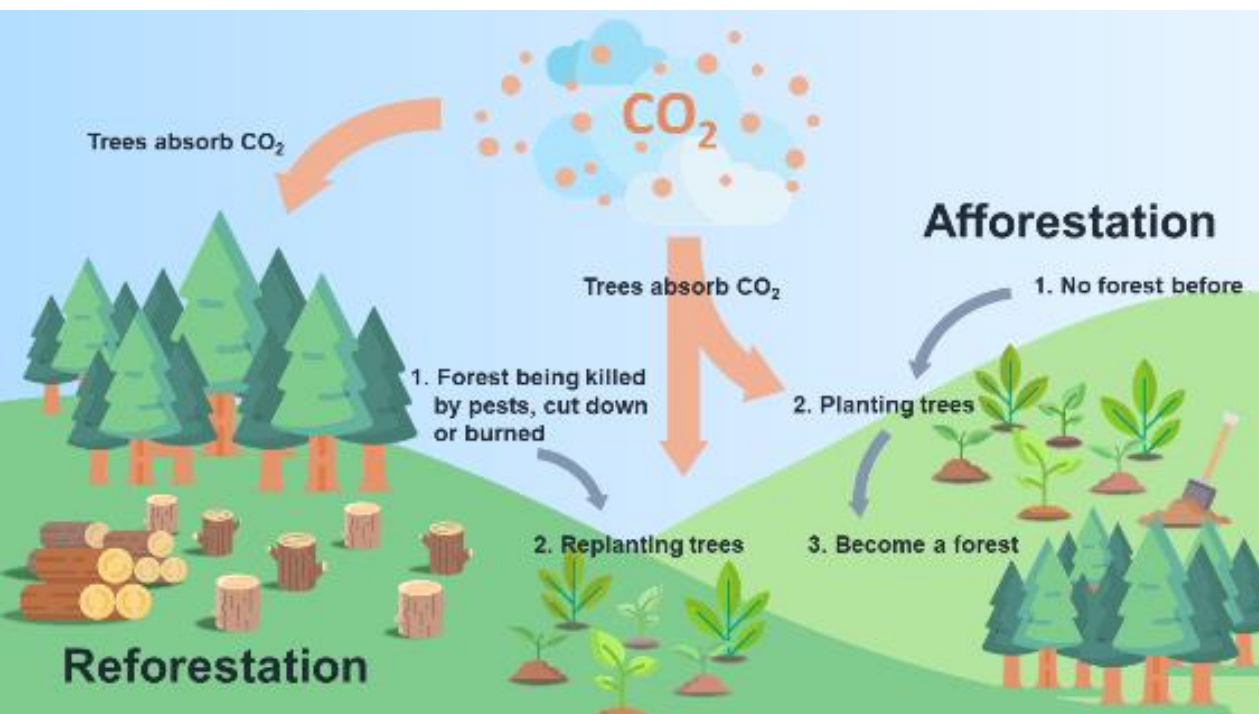 CO₂
Trees absorb CO₂
Afforestation
Trees absorb CO₂
1. No forest before
1. Forest being killed
by pests, cut down
or burned
2. Planting trees
2. Replanting trees
3. Become a forest
Reforestation